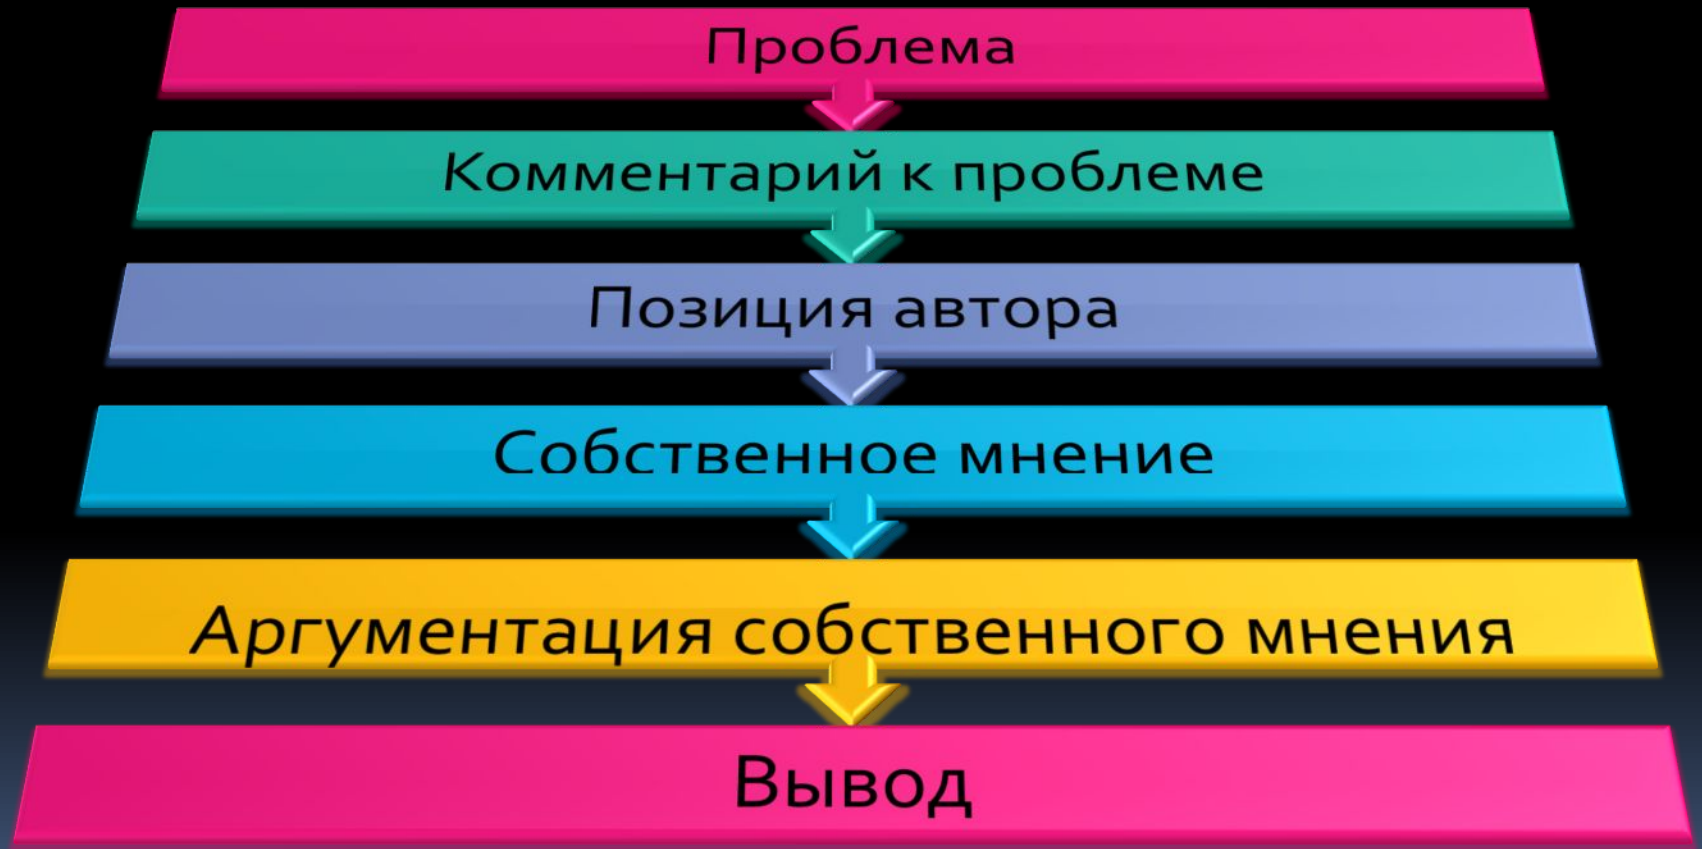 Проблема
Комментарий к проблеме
Позиция автора
Собственное мнение
Аргументация собственного мнения
Вывод